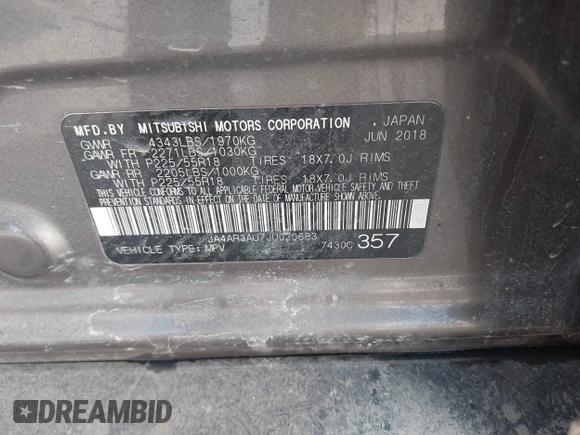 MFD.BY MITSUBISHI MOTORS CORPORATION , JAPAN
GVWR 4343LBS/1970KG JUN 2018
GAWR FR 2271LBS/1030KG
WITH P225/55R18 TIRES 18X7.0J RIMS
GAWR RR 2205LBS/1000KG
WITH P225/55R18 TIRES 18X7.0J RIMS
THIS VEHICLE CONFORMS TO ALL APPLICABLE FEDERAL MOTOR VEHICLE SAFETY AND THEFT
PREVENTION STANDARDS IN EFFECT ON THE DATE OF MANUFACTURE SHOWN ABOVE.
JA4AR3AU7JU020683
VEHICLE TYPE:MPV 7430C 357
DREAMBID